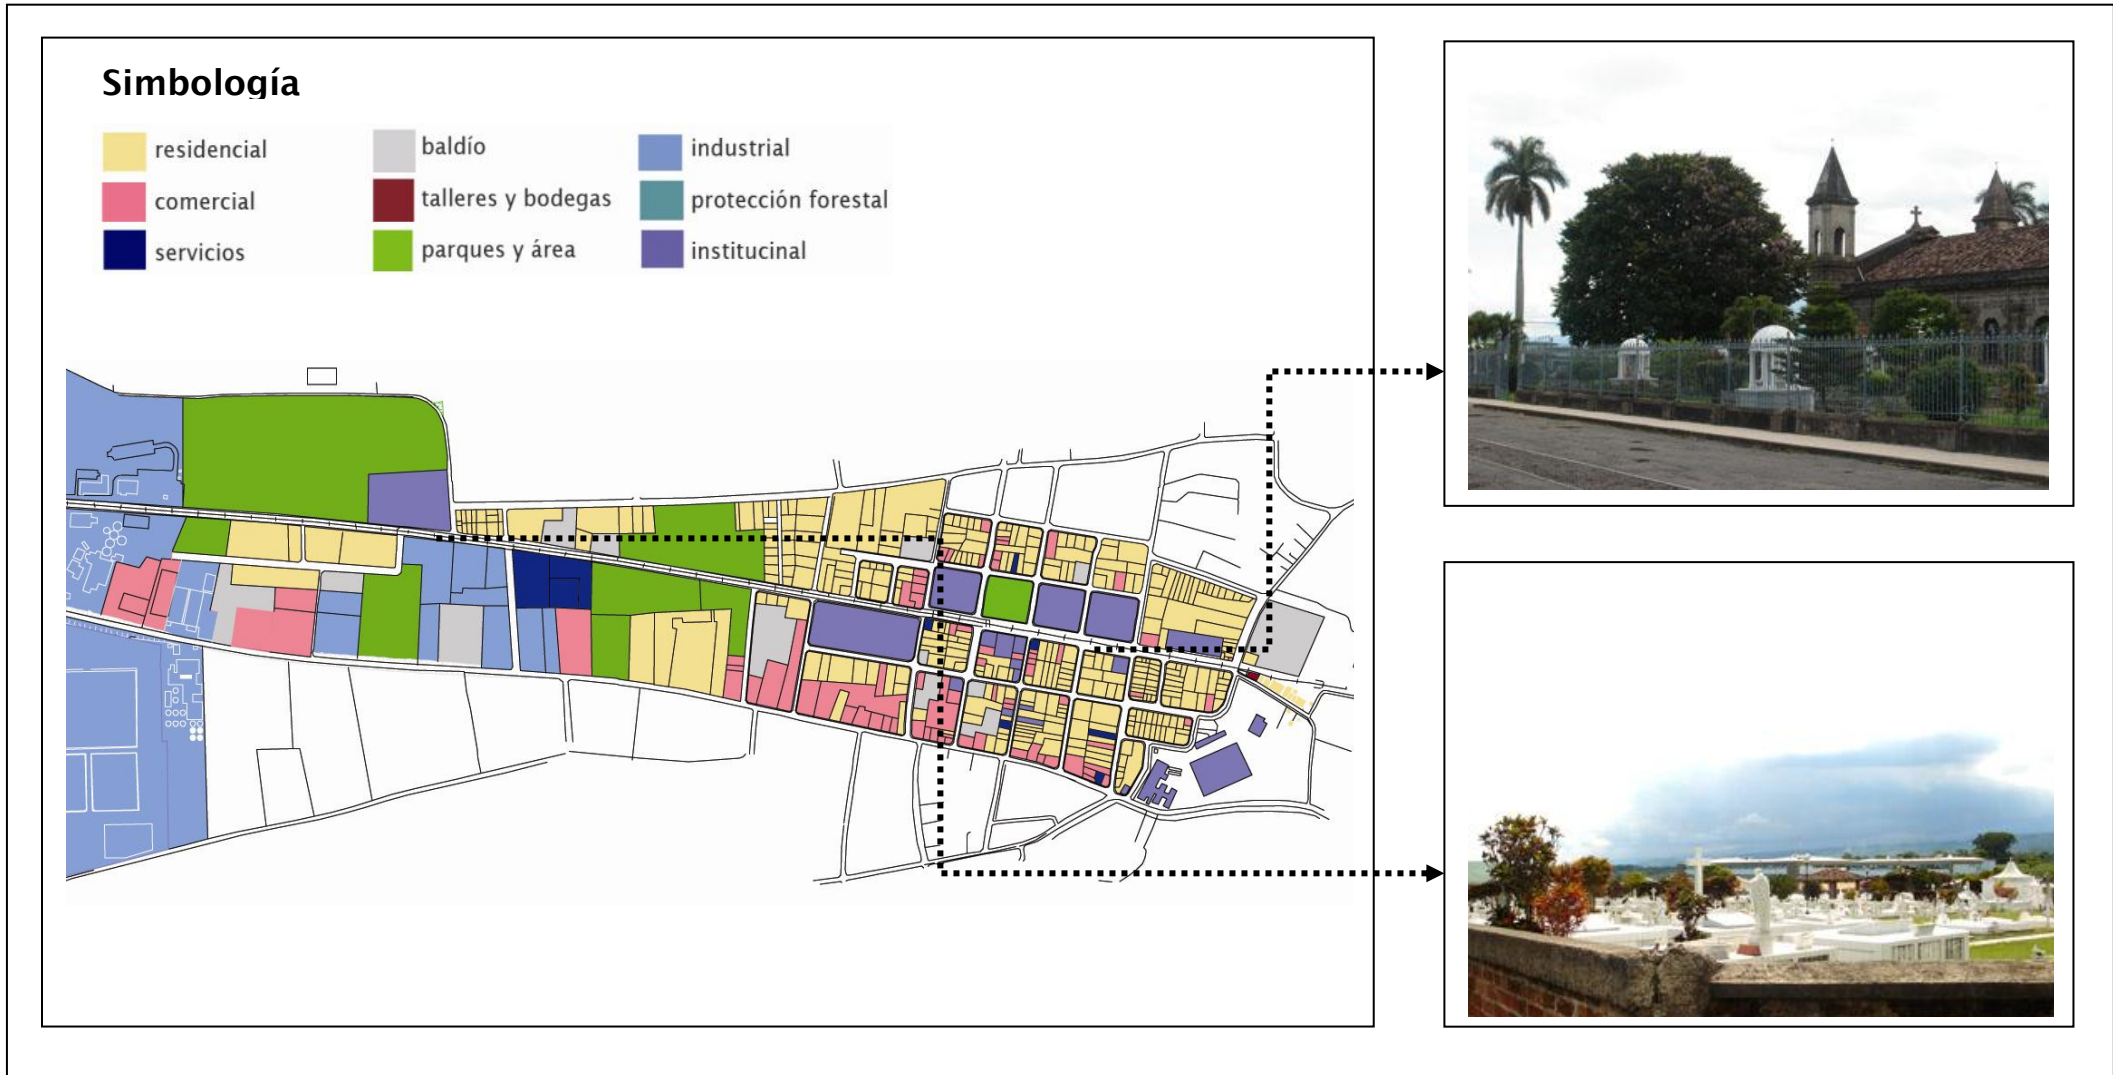 Simbología
residencial
comercial
servicios
baldío
talleres y bodegas
parques y área
industrial
protección forestal
institucinal